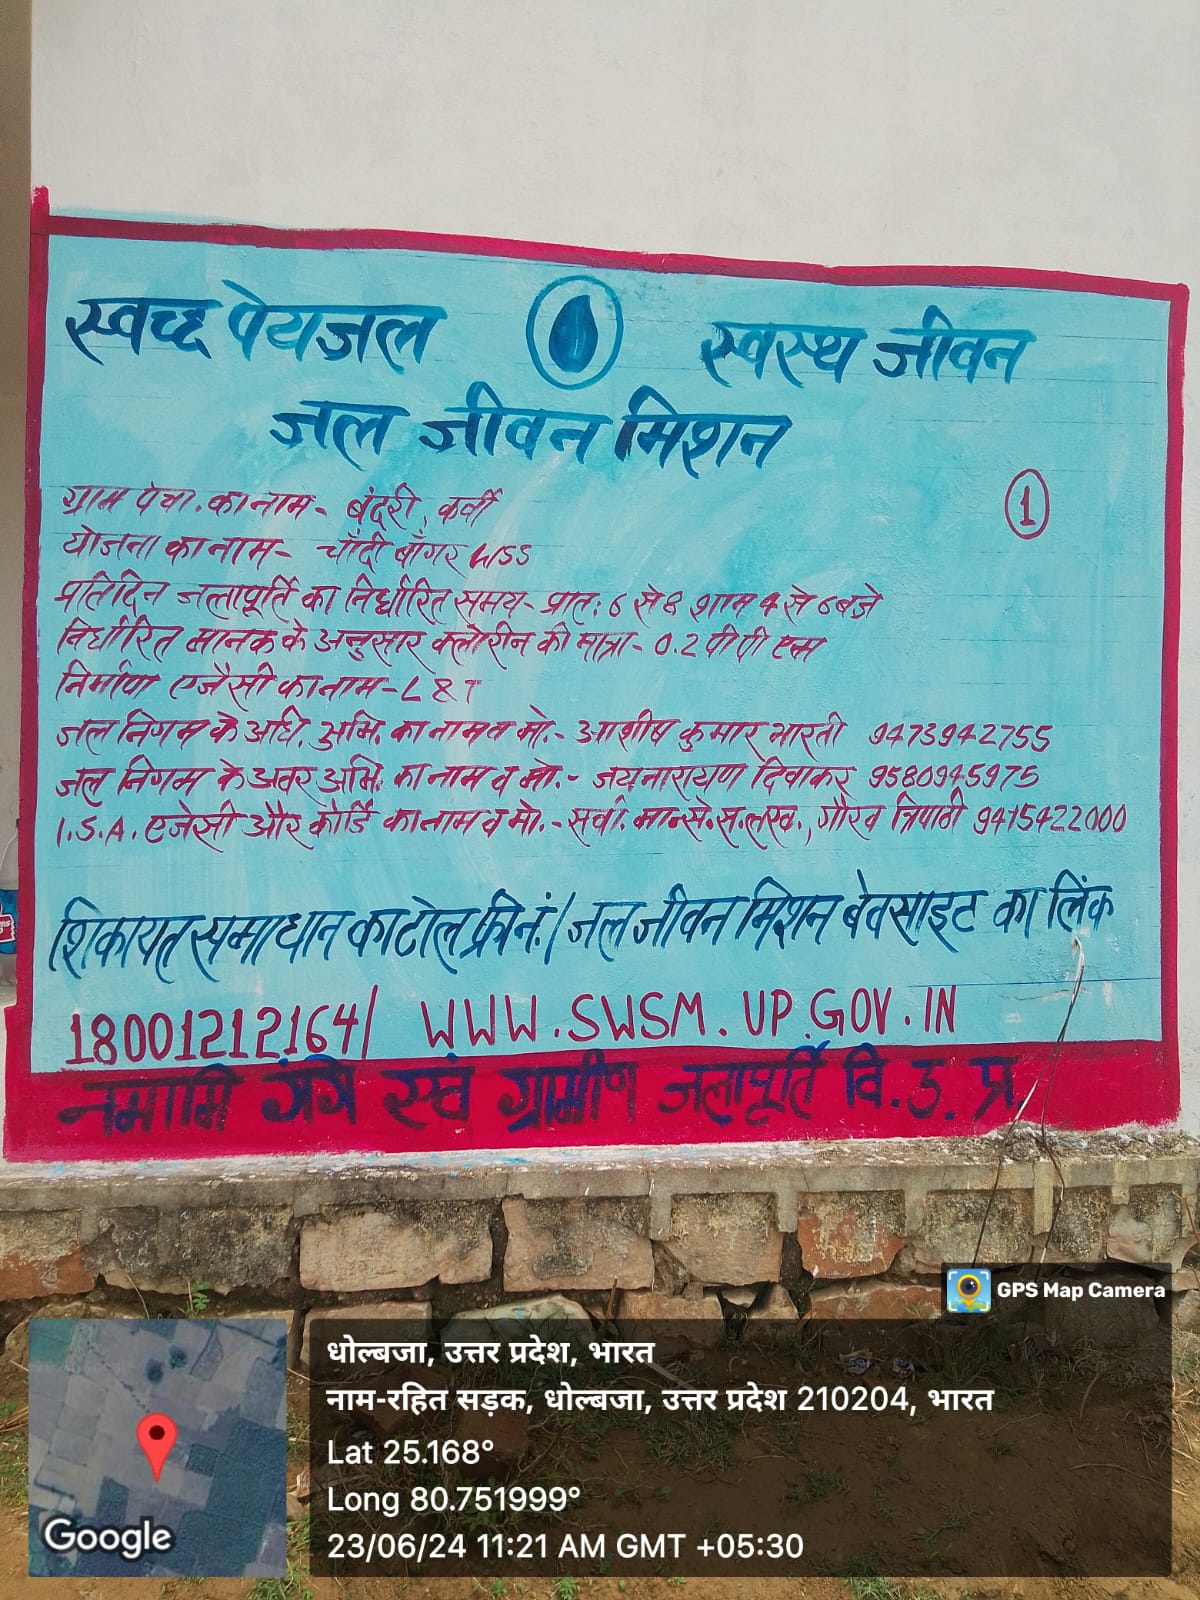 स्वच्छ पेयजल स्वस्थ जीवन
जल जीवन मिशन
1
ग्राम पंचा. का नाम - बंदरी, कर्वी
योजना का नाम - चाँदी बाँगर WSS
प्रतिदिन जलापूर्ति का निर्धारित समय - प्रात: 6 से 8 शाम 4 से 6 बजे
निर्धारित मानक के अनुसार क्लोरीन की मात्रा - 0.2 पी पी एम
निर्माण एजेंसी का नाम - L & T
जल निगम के अधि. अभि. का नाम व मो. - आशीष कुमार भारती 9473942755
जल निगम के अवर अभि. का नाम व मो. - जयनारायण दिवाकर 9580945975
I.S.A. एजेंसी और कोर्डि का नाम व मो. - सर्वा. मान्से. स. लख., गौरव त्रिपाठी 9415422000
शिकायत समाधान का टोल फ्री नं. / जल जीवन मिशन बेवसाइट का लिंक
18001212164 / WWW.SWSM.UP.GOV.IN
नमामि गंगे एवं ग्रामीण जलापूर्ति वि. उ. प्र.
GPS Map Camera
धोल्बजा, उत्तर प्रदेश, भारत
नाम-रहित सड़क, धोल्बजा, उत्तर प्रदेश 210204, भारत
Lat 25.168°
Long 80.751999°
23/06/24 11:21 AM GMT +05:30
Google